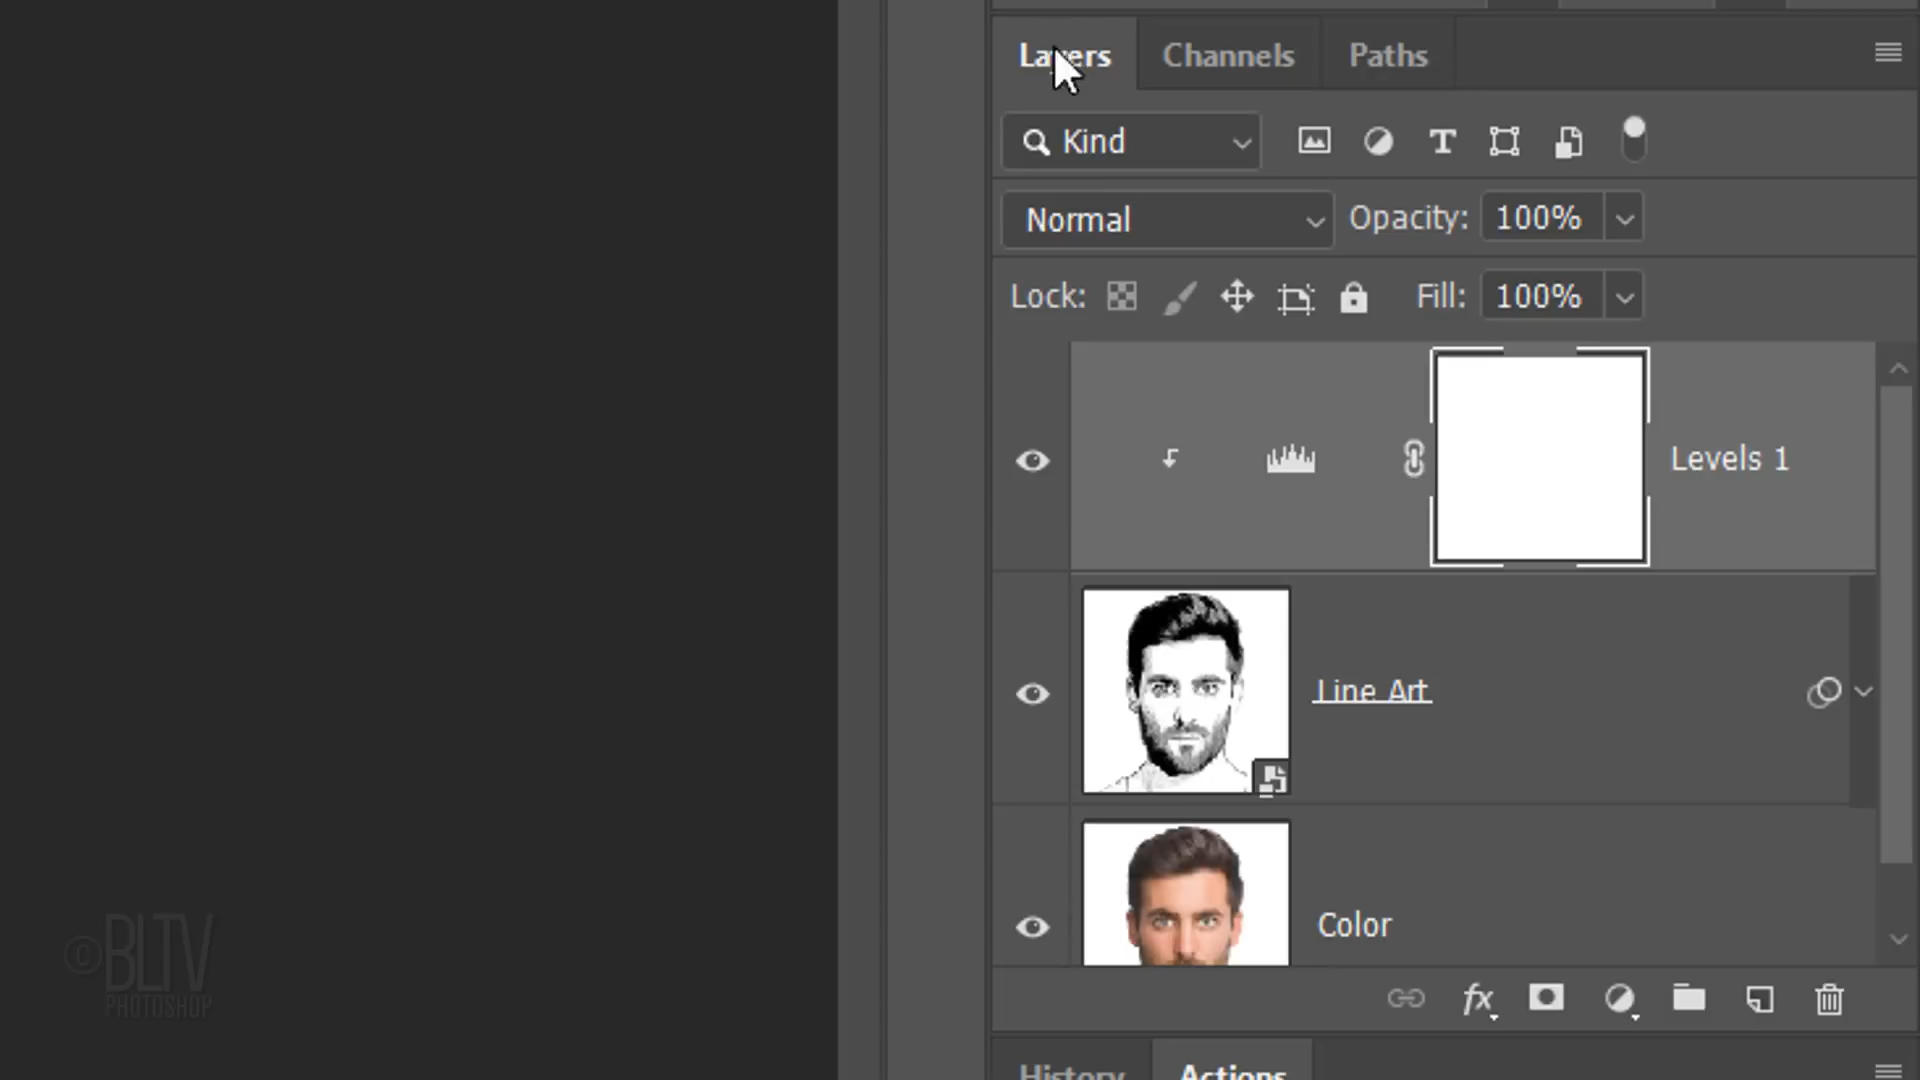 Layers Channels Paths
Kind
Normal Opacity: 100%
Lock: Fill: 100%
Levels 1
Line Art
Color
fx
©BLTV
PHOTOSHOP
History Actions